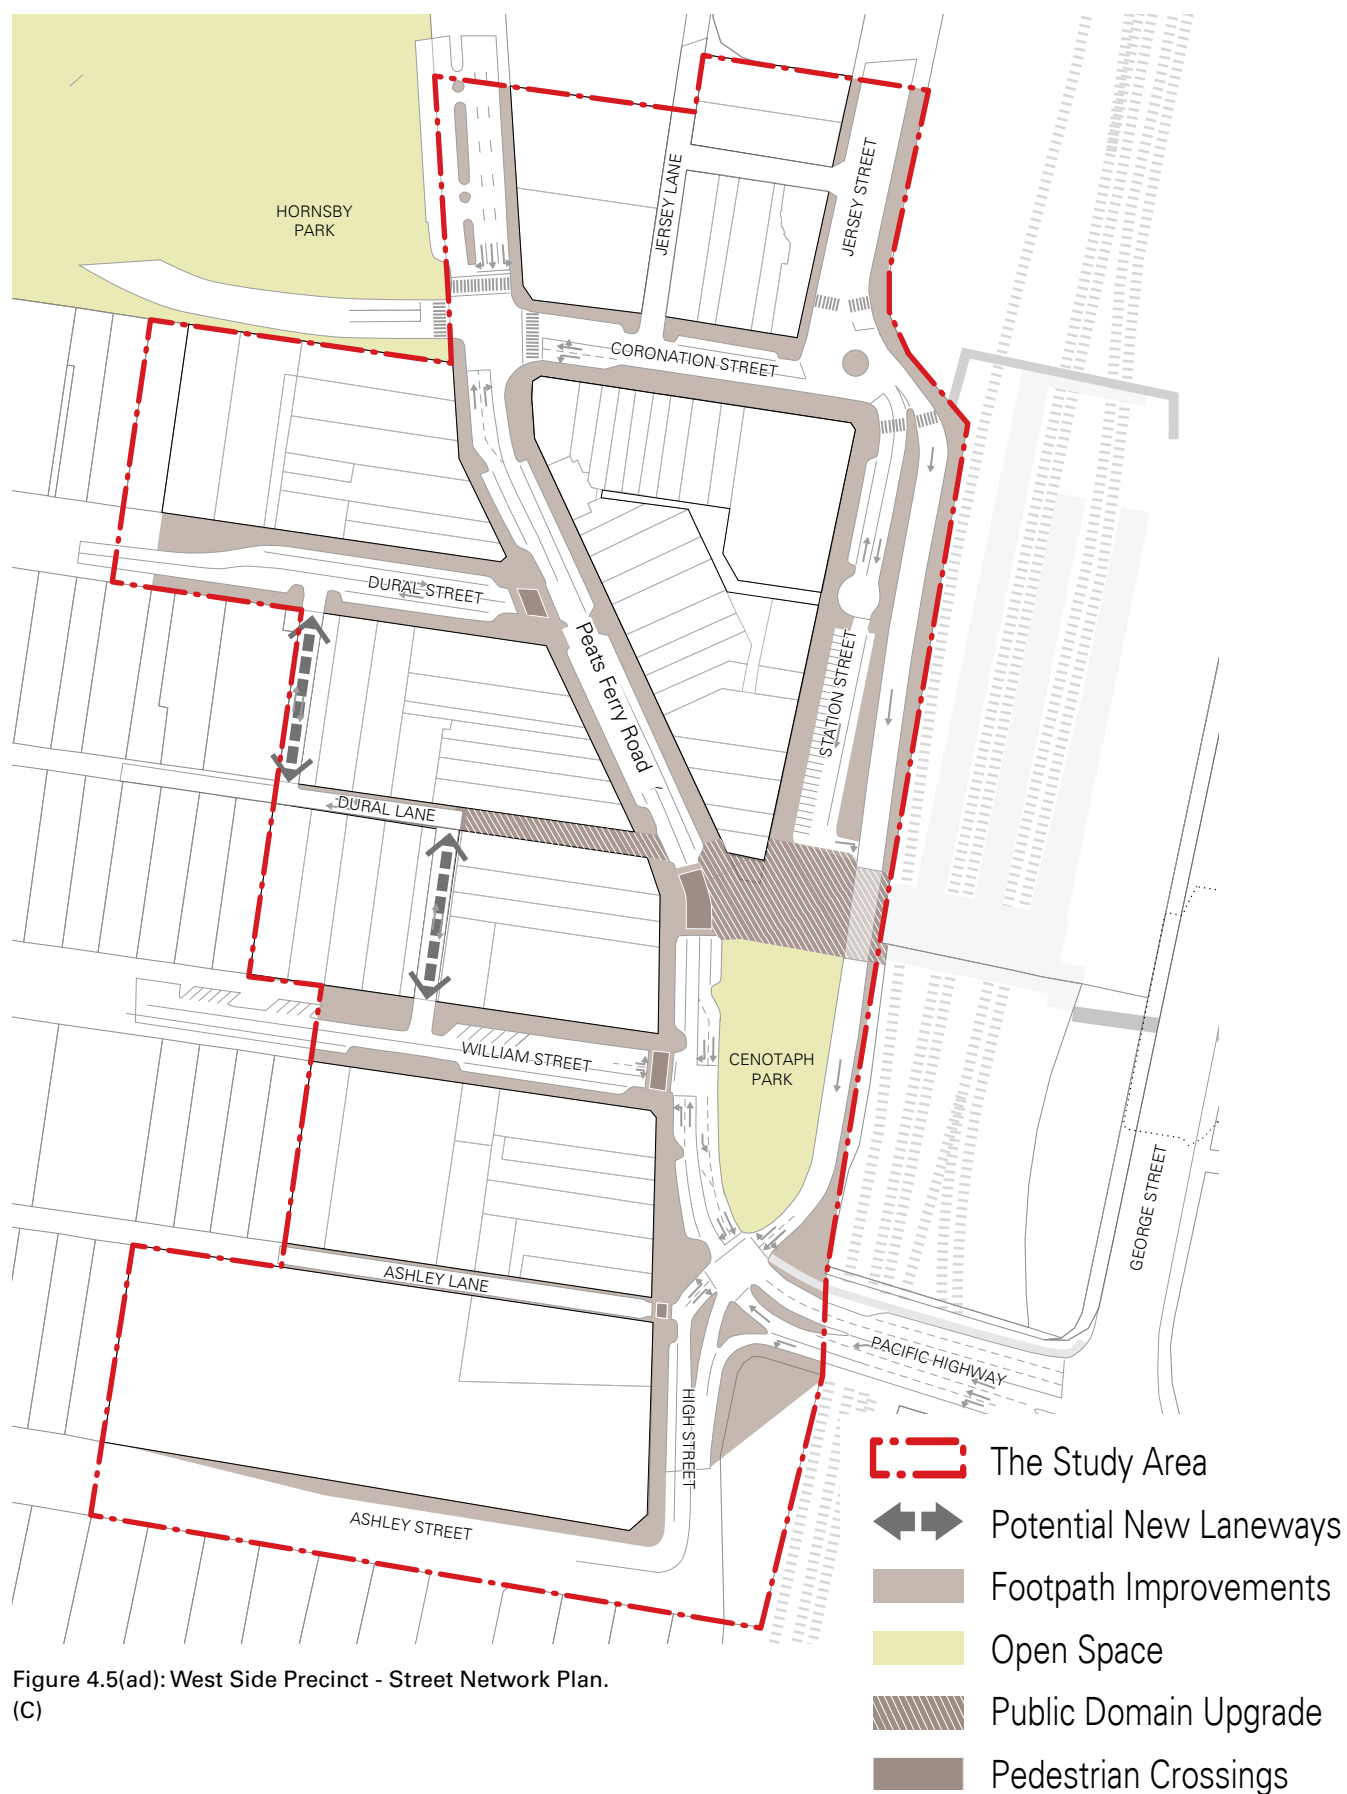 HORNSBY
PARK
JERSEY LANE
JERSEY STREET
CORONATION STREET
DURAL STREET
Peats Ferry Road
STATION STREET
DURAL LANE
WILLIAM STREET
CENOTAPH
PARK
GEORGE STREET
ASHLEY LANE
PACIFIC HIGHWAY
HIGH STREET
ASHLEY STREET
The Study Area
Potential New Laneways
Footpath Improvements
Open Space
Public Domain Upgrade
Pedestrian Crossings
Figure 4.5(ad): West Side Precinct - Street Network Plan.
(C)